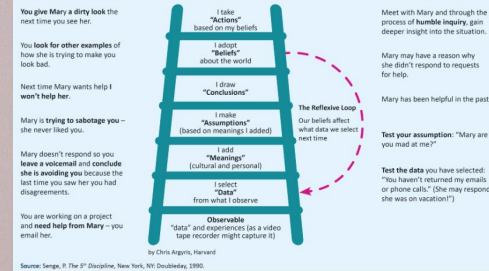 You give Mary a dirty look the
next time you see her.
You look for other examples of
how she is trying to make you
look bad.
Next time Mary wants help I
won't help her.
Mary is trying to sabotage you –
she never liked you.
Mary doesn't respond so you
leave a voicemail and conclude
she is avoiding you because the
last time you saw her you had
disagreements.
You are working on a project
and need help from Mary – you
email her.
I take
"Actions"
based on my beliefs
I adopt
"Beliefs"
about the world
I draw
"Conclusions"
I make
"Assumptions"
(based on meanings I added)
I add
"Meanings"
(cultural and personal)
I select
"Data"
from what I observe
Observable
"data" and experiences (as a video
tape recorder might capture it)
by Chris Argyris, Harvard
The Reflexive Loop
Our beliefs affect
what data we select
next time
Meet with Mary and through the
process of humble inquiry, gain
deeper insight into the situation.
Mary may have a reason why
she didn't respond to requests
for help.
Mary has been helpful in the past
Test your assumption: "Mary are
you mad at me?"
Test the data you have selected:
"You haven't returned my emails
or phone calls." (She may respond
she was on vacation!")
Source: Senge, P. The 5th Discipline, New York, NY: Doubleday, 1990.